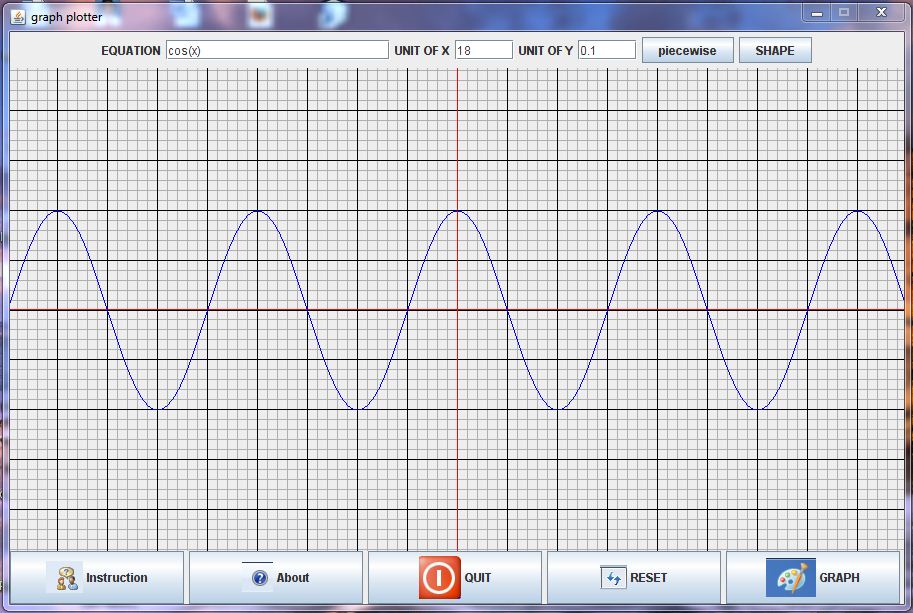 graph plotter
EQUATION cos(x) UNIT OF X 18 UNIT OF Y 0.1 piecewise SHAPE
Instruction About QUIT RESET GRAPH